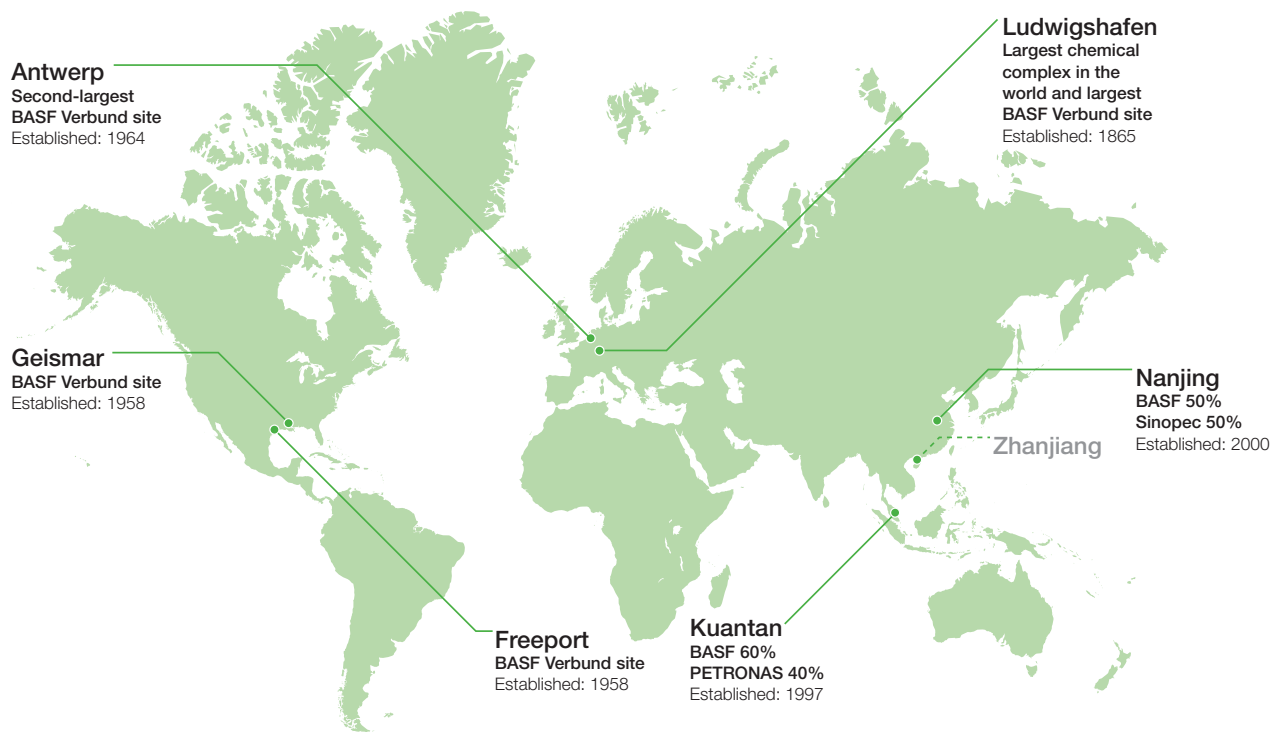 Antwerp
Second-largest
BASF Verbund site
Established: 1964
Ludwigshafen
Largest chemical
complex in the
world and largest
BASF Verbund site
Established: 1865
Geismar
BASF Verbund site
Established: 1958
Nanjing
BASF 50%
Sinopec 50%
Established: 2000
Zhanjiang
Freeport
BASF Verbund site
Established: 1958
Kuantan
BASF 60%
PETRONAS 40%
Established: 1997